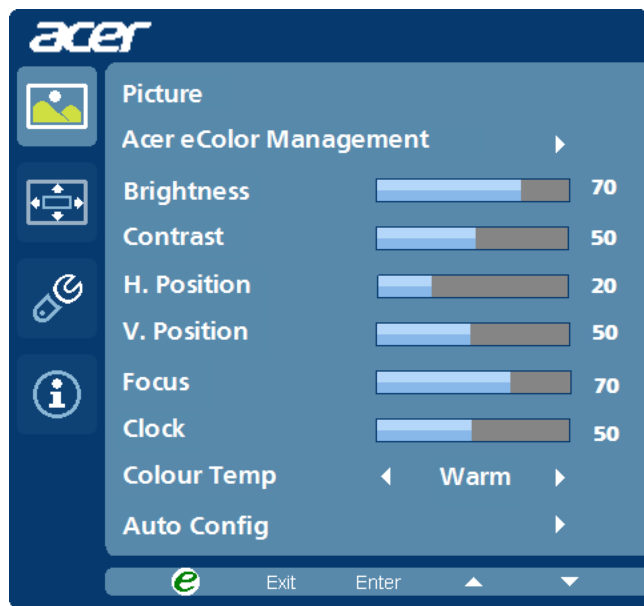 acer
Picture
Acer eColor Management
Brightness 70
Contrast 50
H. Position 20
V. Position 50
Focus 70
Clock 50
Colour Temp Warm
Auto Config
e Exit Enter